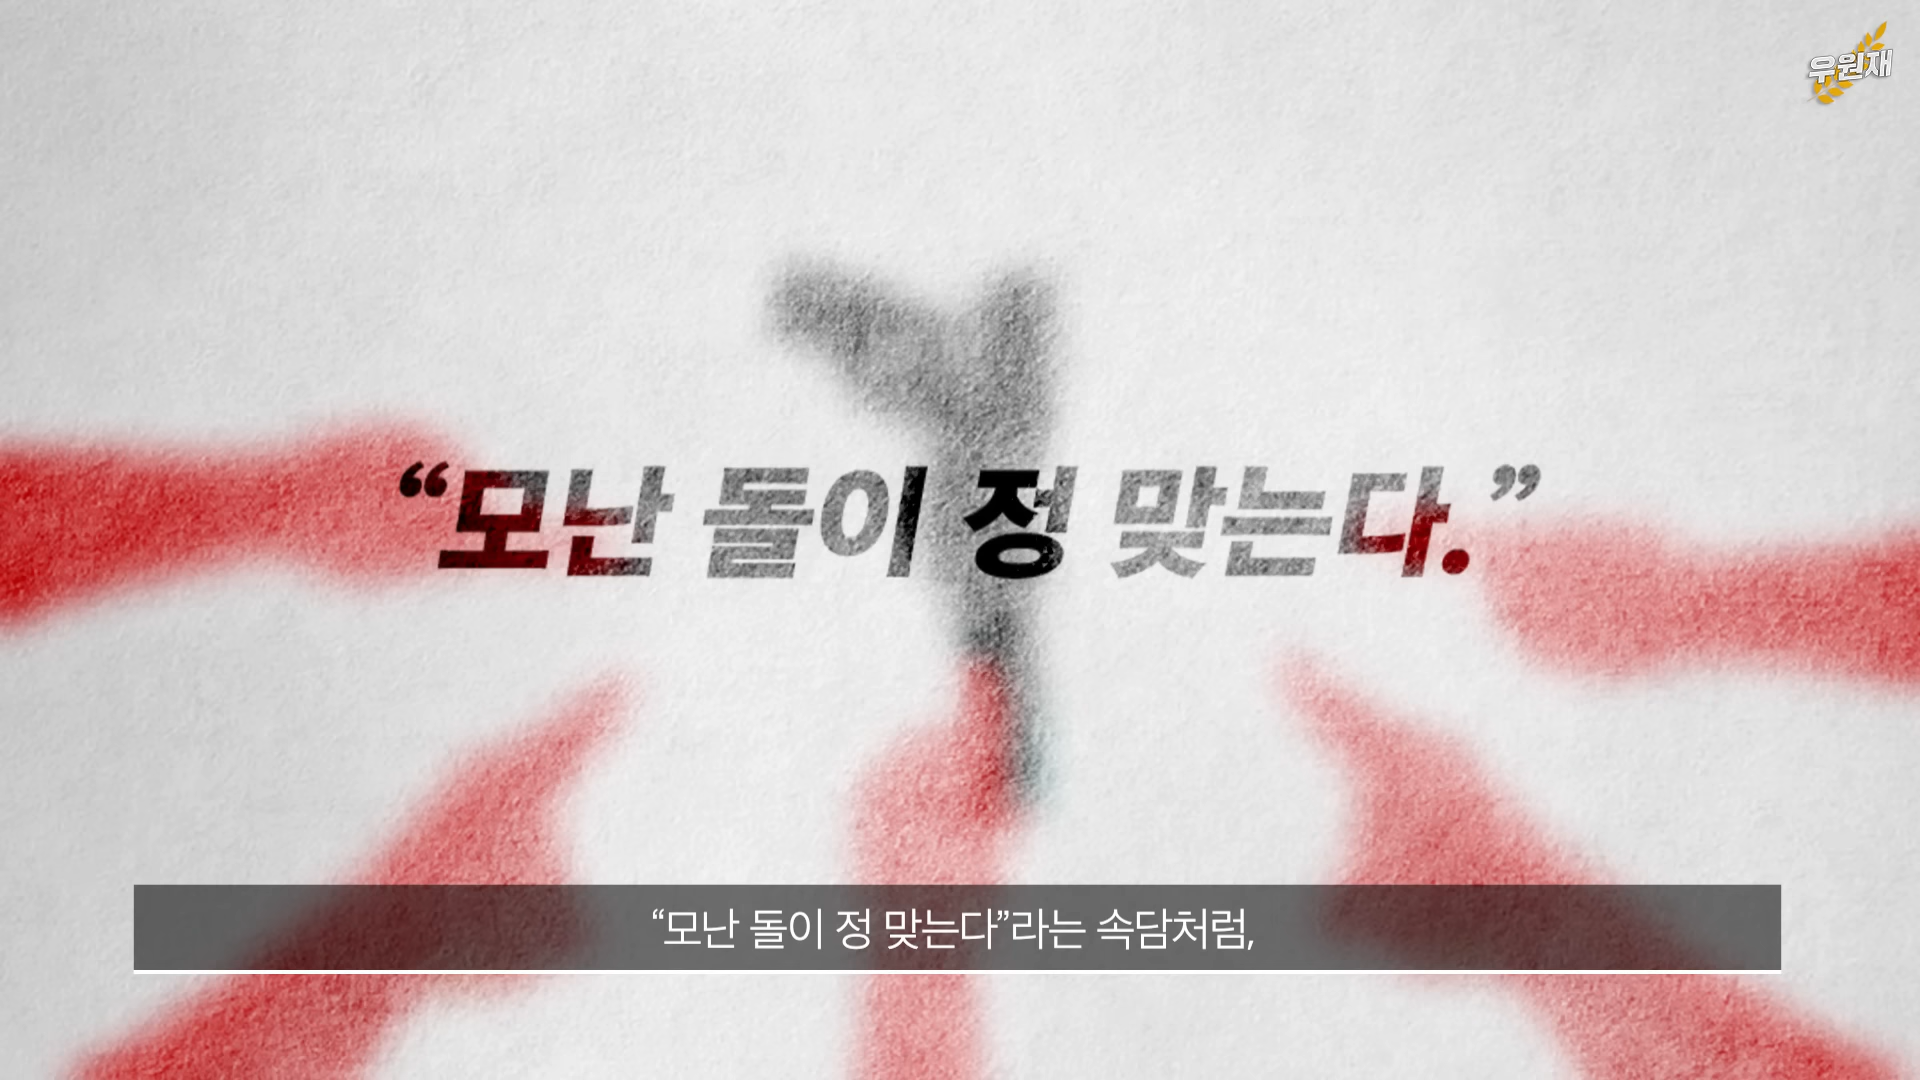 우원재
“모난 돌이 정 맞는다.”
“모난 돌이 정 맞는다”라는 속담처럼,